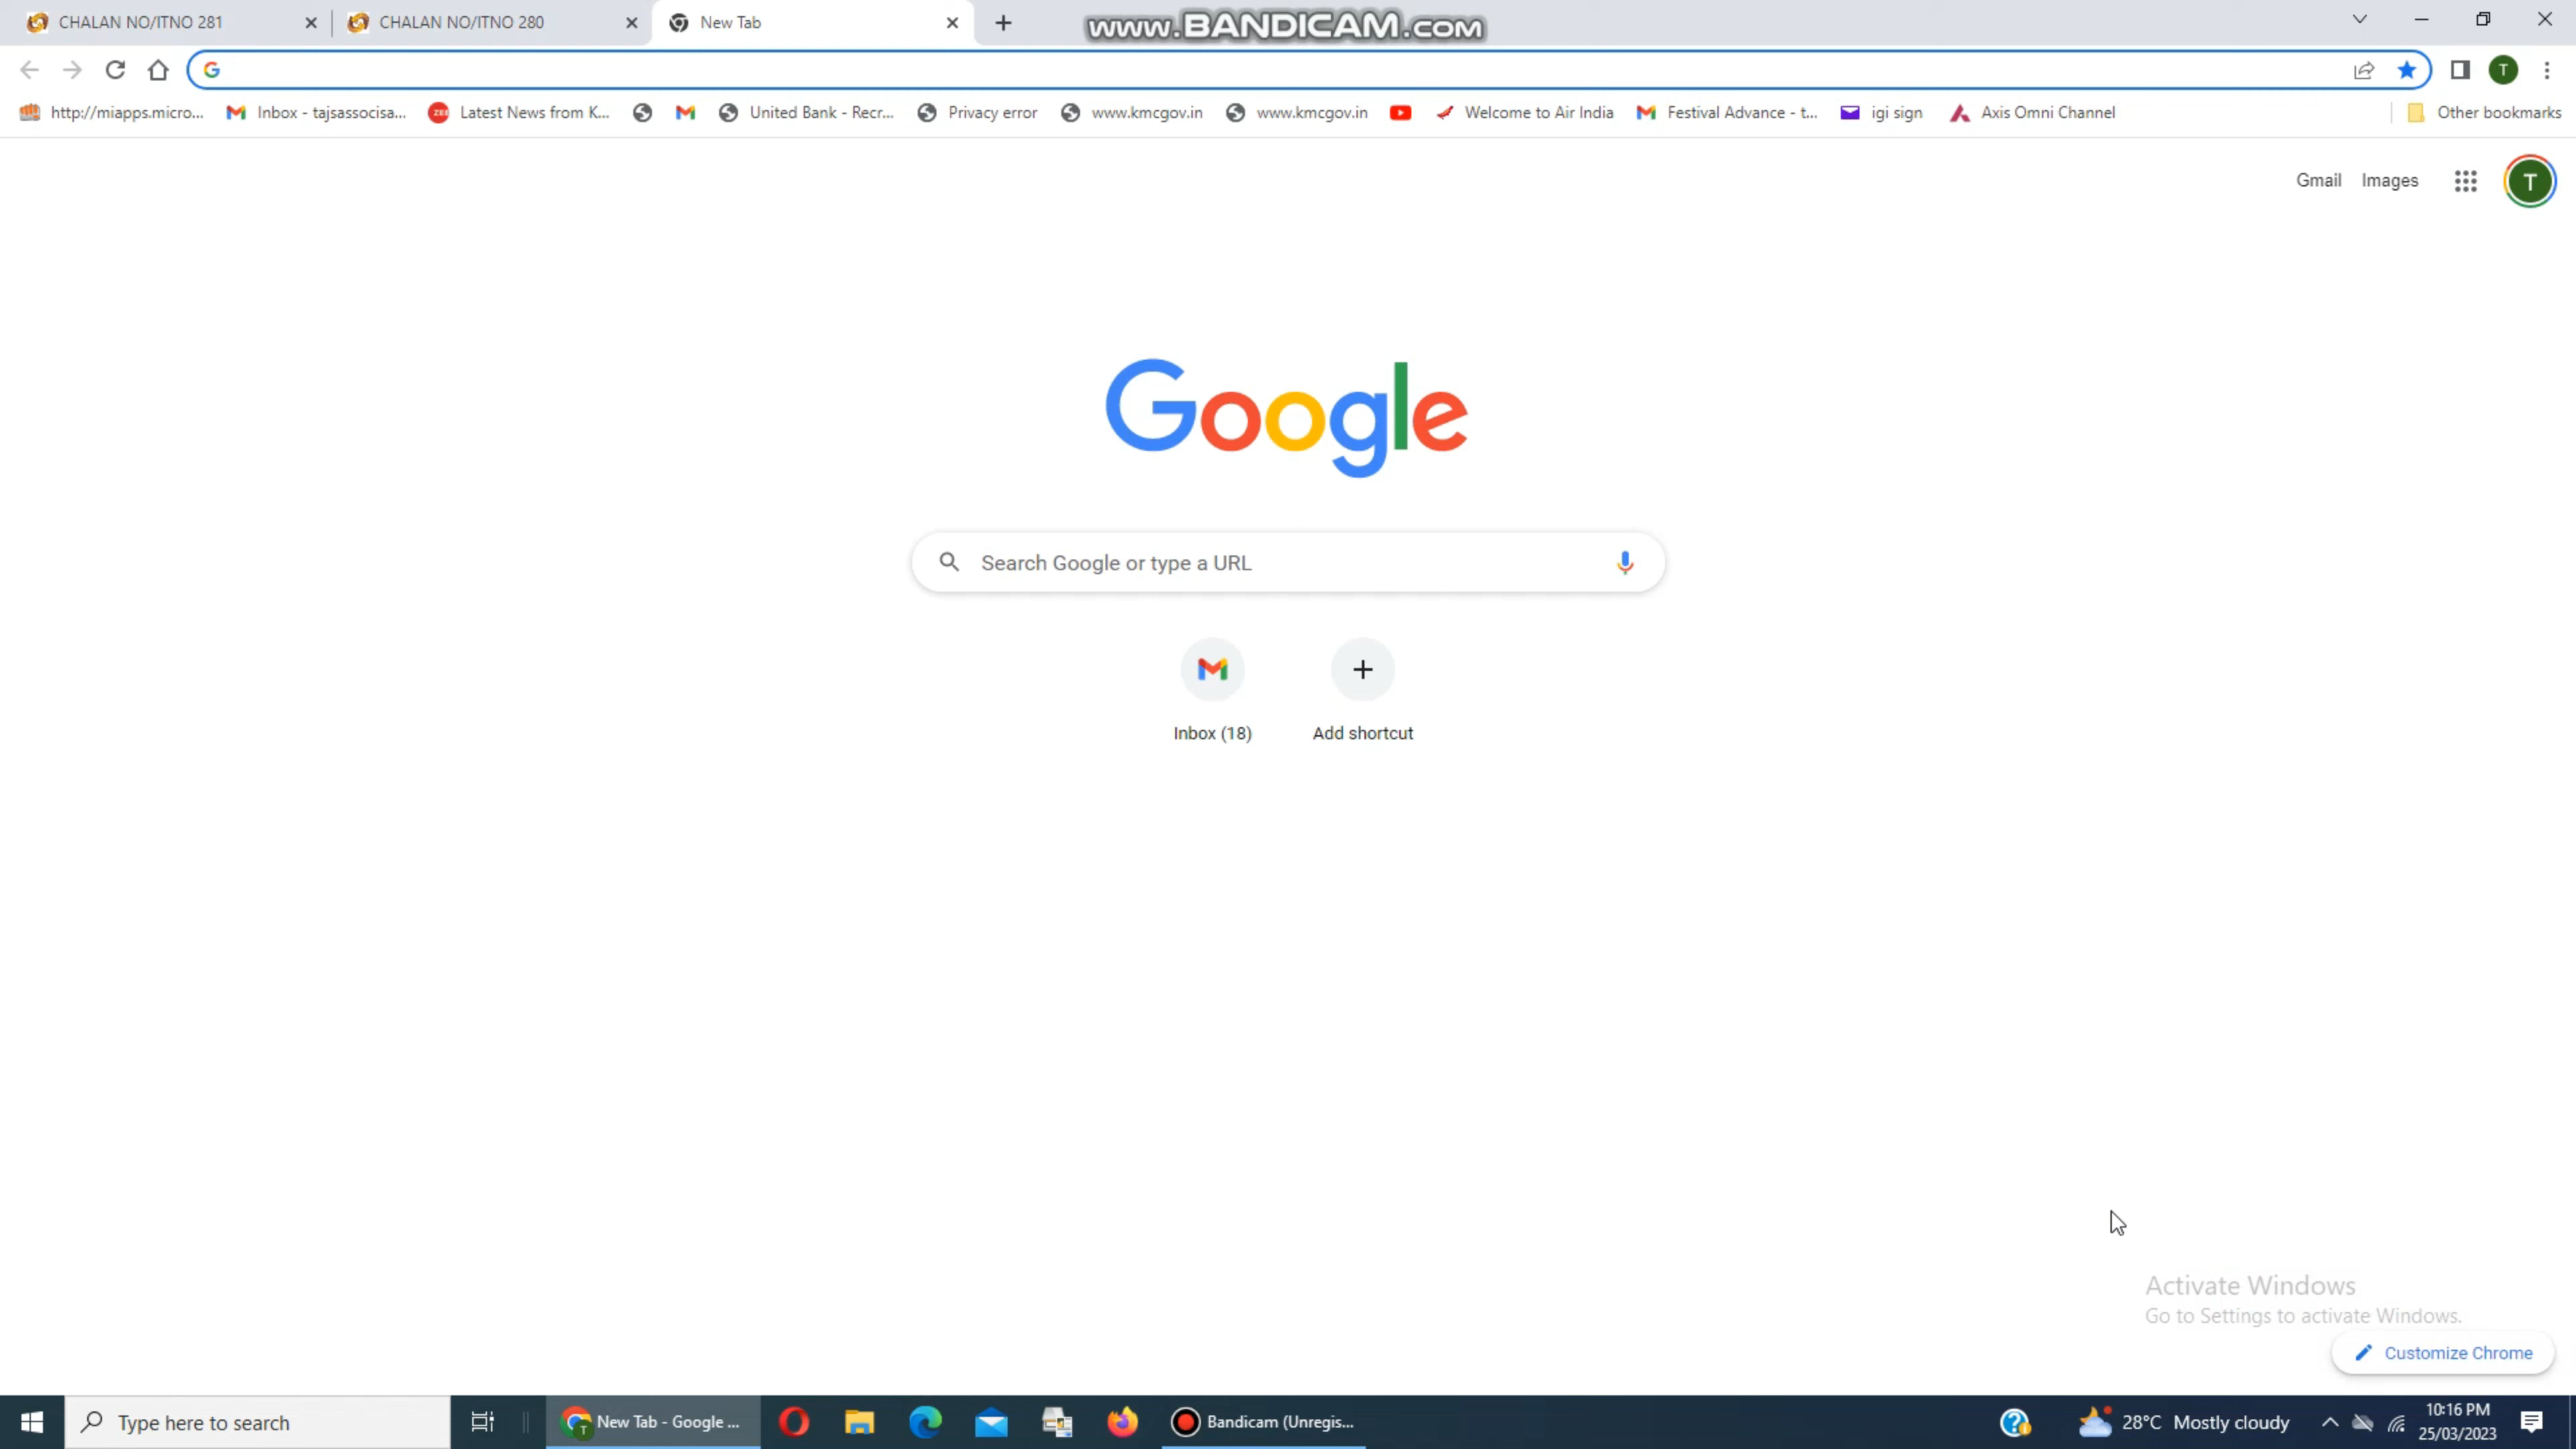 CHALAN NO/ITNO 281
CHALAN NO/ITNO 280
New Tab
www.BANDICAM.com
T
http://miapps.micro...
Inbox - tajsassocisa...
ZEE
Latest News from K...
United Bank - Recr...
Privacy error
www.kmcgov.in
www.kmcgov.in
Welcome to Air India
Festival Advance - t...
igi sign
Axis Omni Channel
Other bookmarks
Gmail
Images
T
Google
Search Google or type a URL
Inbox (18)
Add shortcut
Activate Windows
Go to Settings to activate Windows.
Customize Chrome
Type here to search
New Tab - Google ...
Bandicam (Unregis...
28°C Mostly cloudy
10:16 PM
25/03/2023